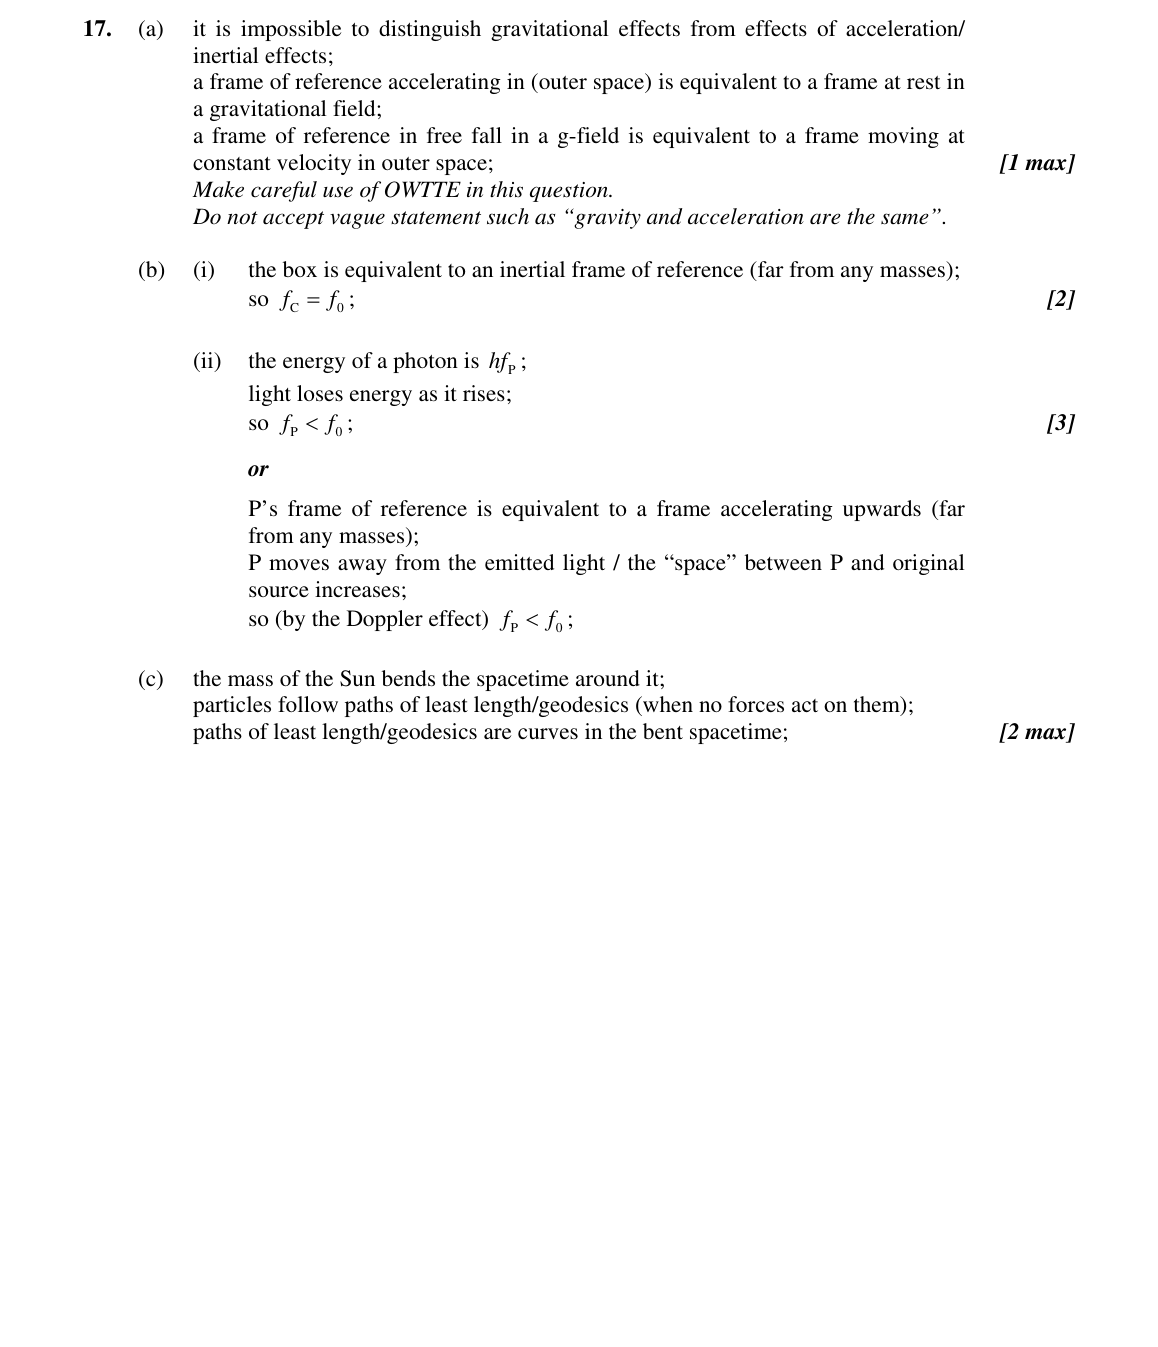 17. (a) it is impossible to distinguish gravitational effects from effects of acceleration/
inertial effects;
a frame of reference accelerating in (outer space) is equivalent to a frame at rest in
a gravitational field;
a frame of reference in free fall in a g-field is equivalent to a frame moving at
constant velocity in outer space; [1 max]
Make careful use of OWTTE in this question.
Do not accept vague statement such as “gravity and acceleration are the same”.
(b) (i) the box is equivalent to an inertial frame of reference (far from any masses);
so f_C = f_0; [2]
(ii) the energy of a photon is hf_P;
light loses energy as it rises;
so f_P < f_0; [3]
or
P’s frame of reference is equivalent to a frame accelerating upwards (far
from any masses);
P moves away from the emitted light / the “space” between P and original
source increases;
so (by the Doppler effect) f_P < f_0;
(c) the mass of the Sun bends the spacetime around it;
particles follow paths of least length/geodesics (when no forces act on them);
paths of least length/geodesics are curves in the bent spacetime; [2 max]